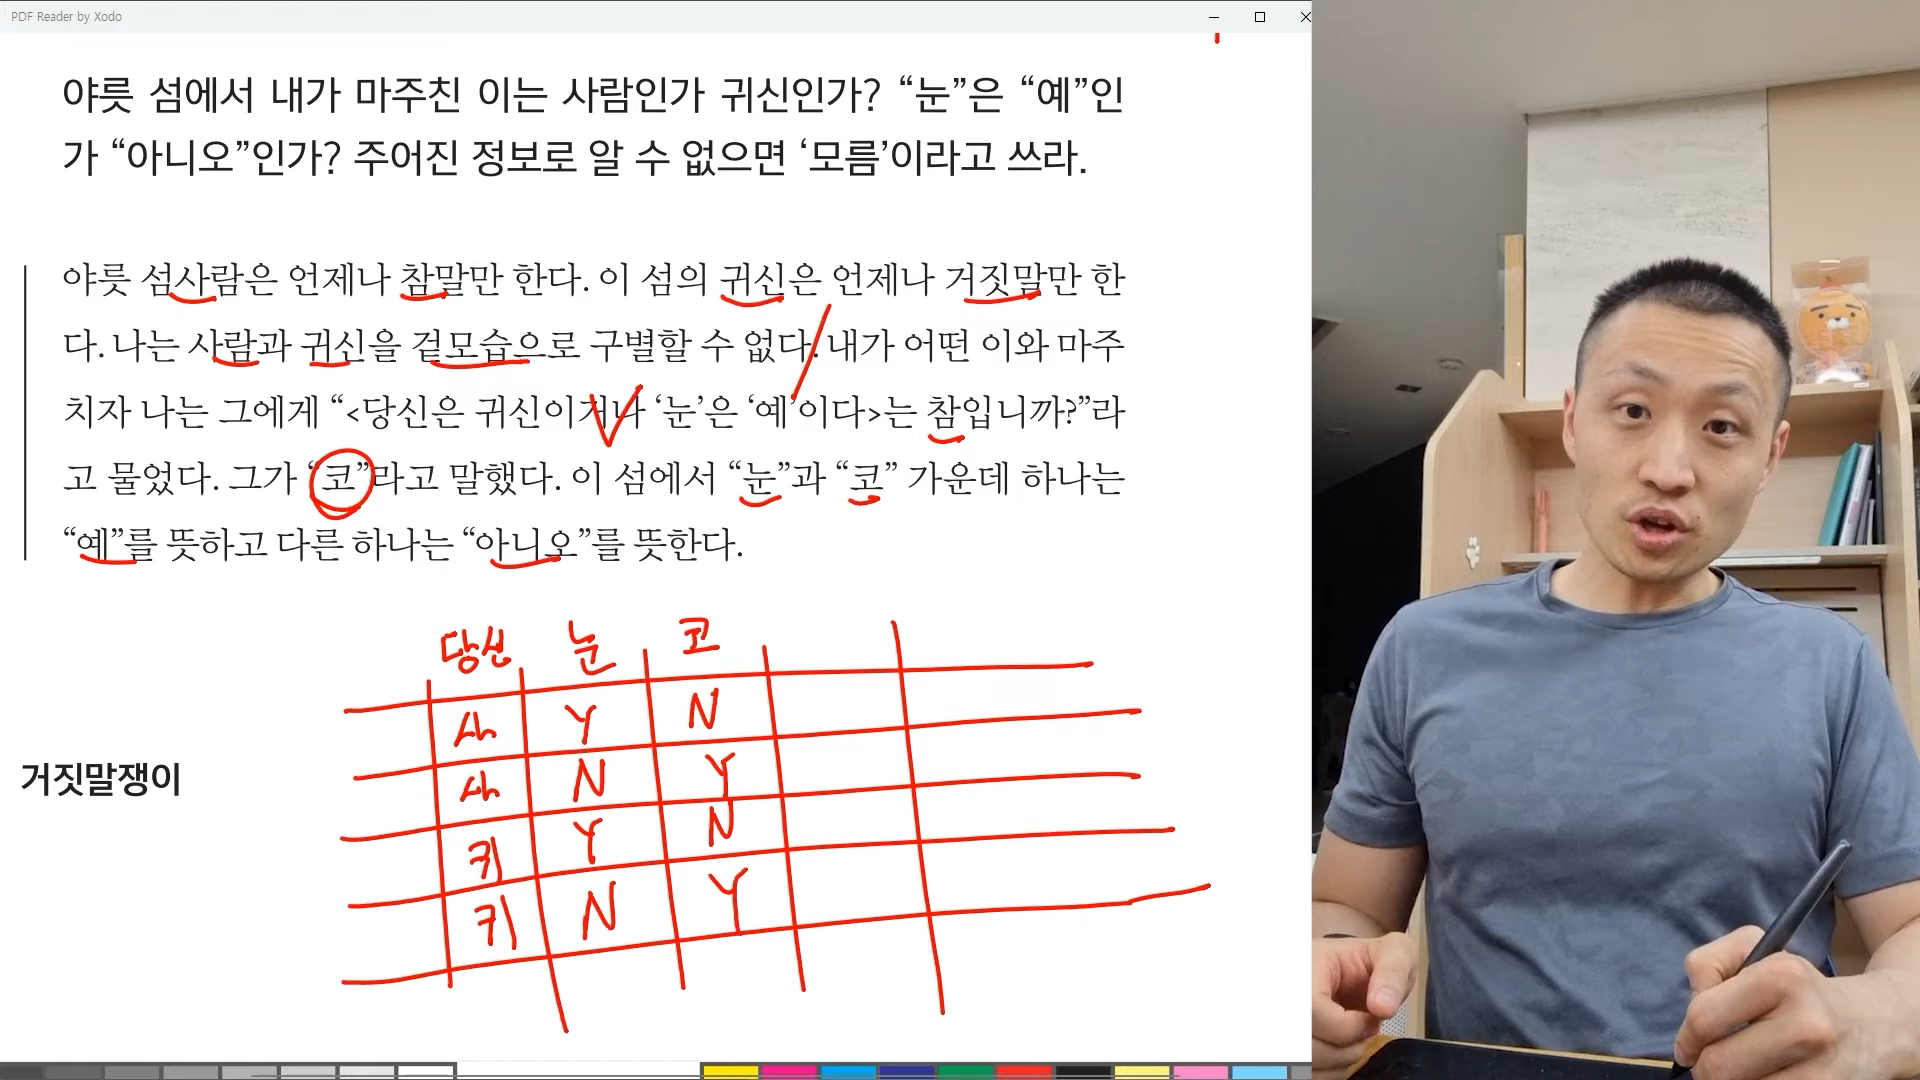 PDF Reader by Xodo
야릇 섬에서 내가 마주친 이는 사람인가 귀신인가? “눈”은 “예”인
가 “아니오”인가? 주어진 정보로 알 수 없으면 ‘모름’이라고 쓰라.
야릇 섬사람은 언제나 참말만 한다. 이 섬의 귀신은 언제나 거짓말만 한
다. 나는 사람과 귀신을 겉모습으로 구별할 수 없다. 내가 어떤 이와 마주
치자 나는 그에게 “<당신은 귀신이거나 ‘눈’은 ‘예’이다>는 참입니까?”라
고 물었다. 그가 “코”라고 말했다. 이 섬에서 “눈”과 “코” 가운데 하나는
“예”를 뜻하고 다른 하나는 “아니오”를 뜻한다.
당신 눈 코
사 Y N
사 N Y
귀 Y N
귀 N Y
거짓말쟁이